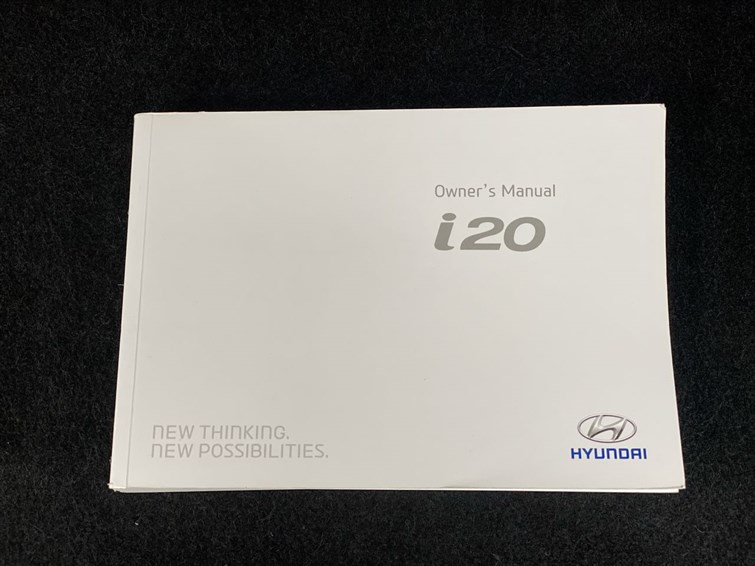 Owner's Manual
i20
NEW THINKING.
NEW POSSIBILITIES.
HYUNDAI